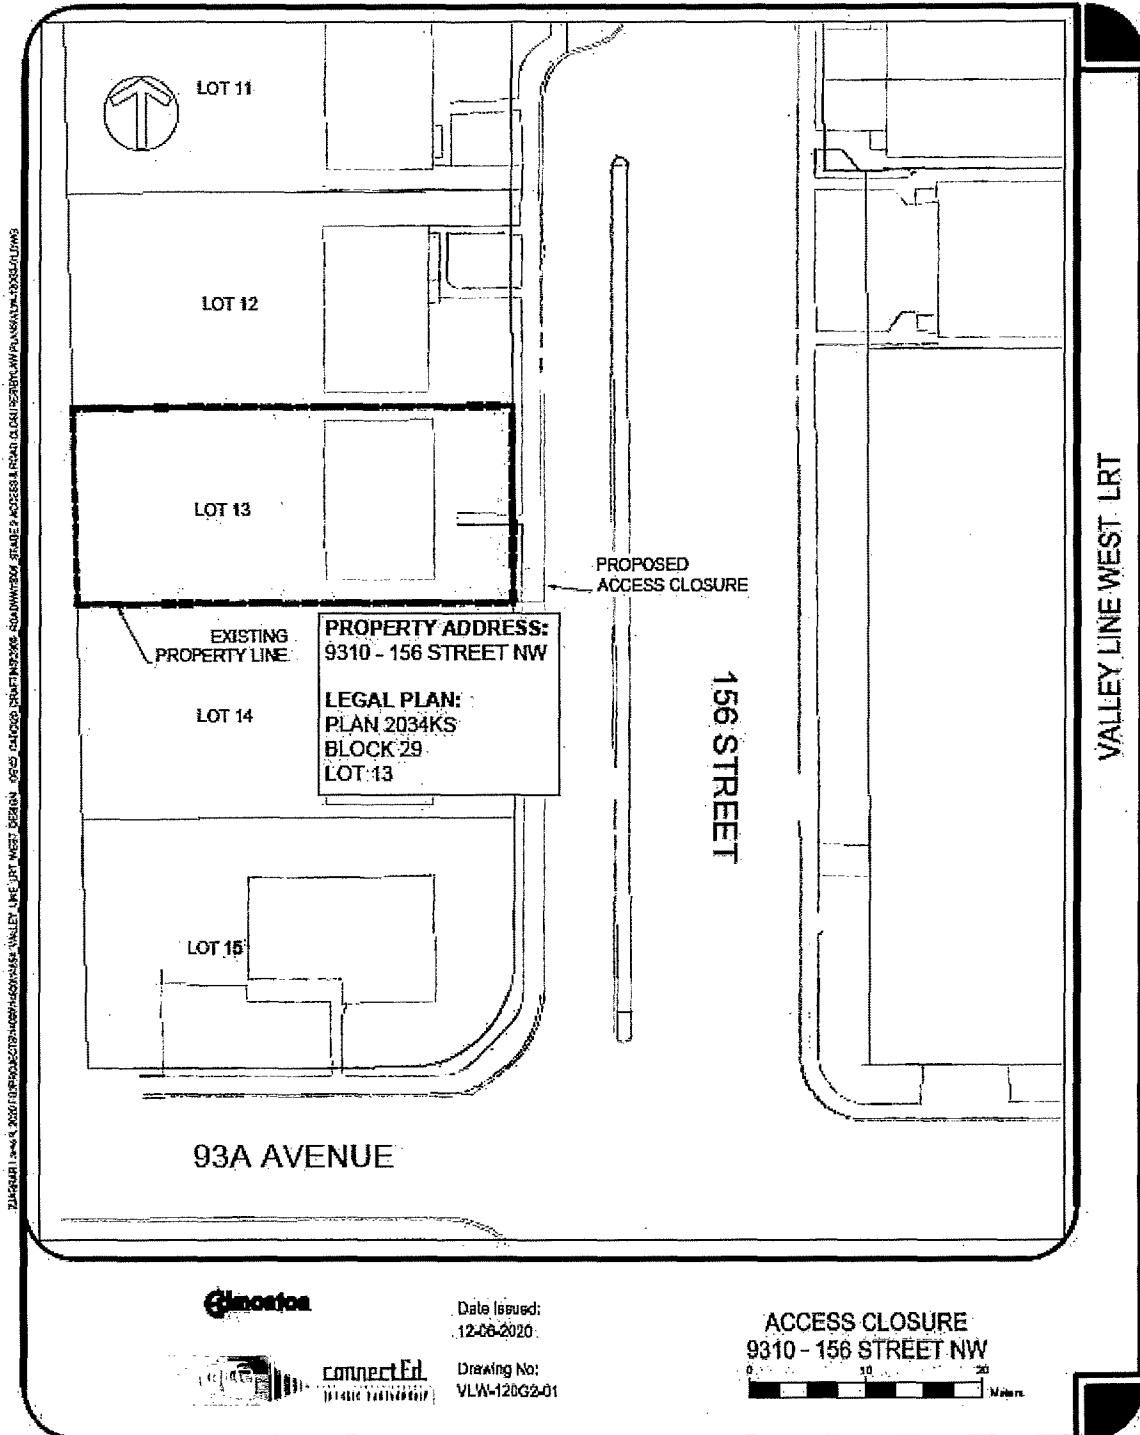 LOT 11
LOT 12
LOT 13
PROPOSED
ACCESS CLOSURE
EXISTING
PROPERTY LINE
PROPERTY ADDRESS:
9310 - 156 STREET NW
LEGAL PLAN:
PLAN 2034KS
BLOCK 29
LOT 13
LOT 14
156 STREET
LOT 15
93A AVENUE
VALLEY LINE WEST LRT
Edmonton
Date Issued:
12-06-2020
connectEd
Drawing No:
VLW-120G2-01
ACCESS CLOSURE
9310 - 156 STREET NW
0 10 20
Meters